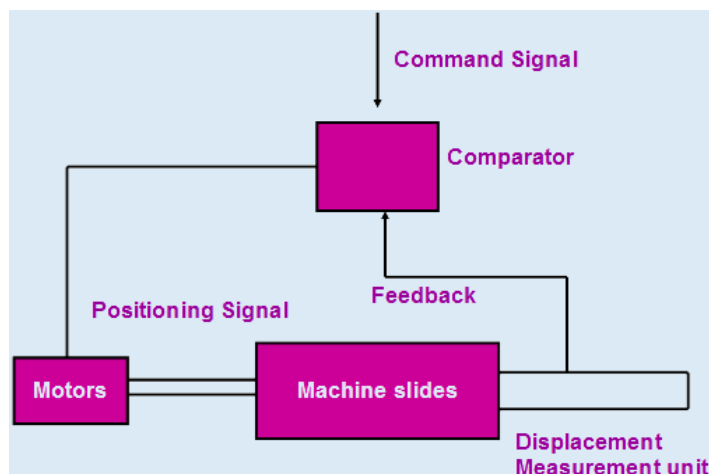 Command Signal
Comparator
Feedback
Positioning Signal
Motors
Machine slides
Displacement
Measurement unit